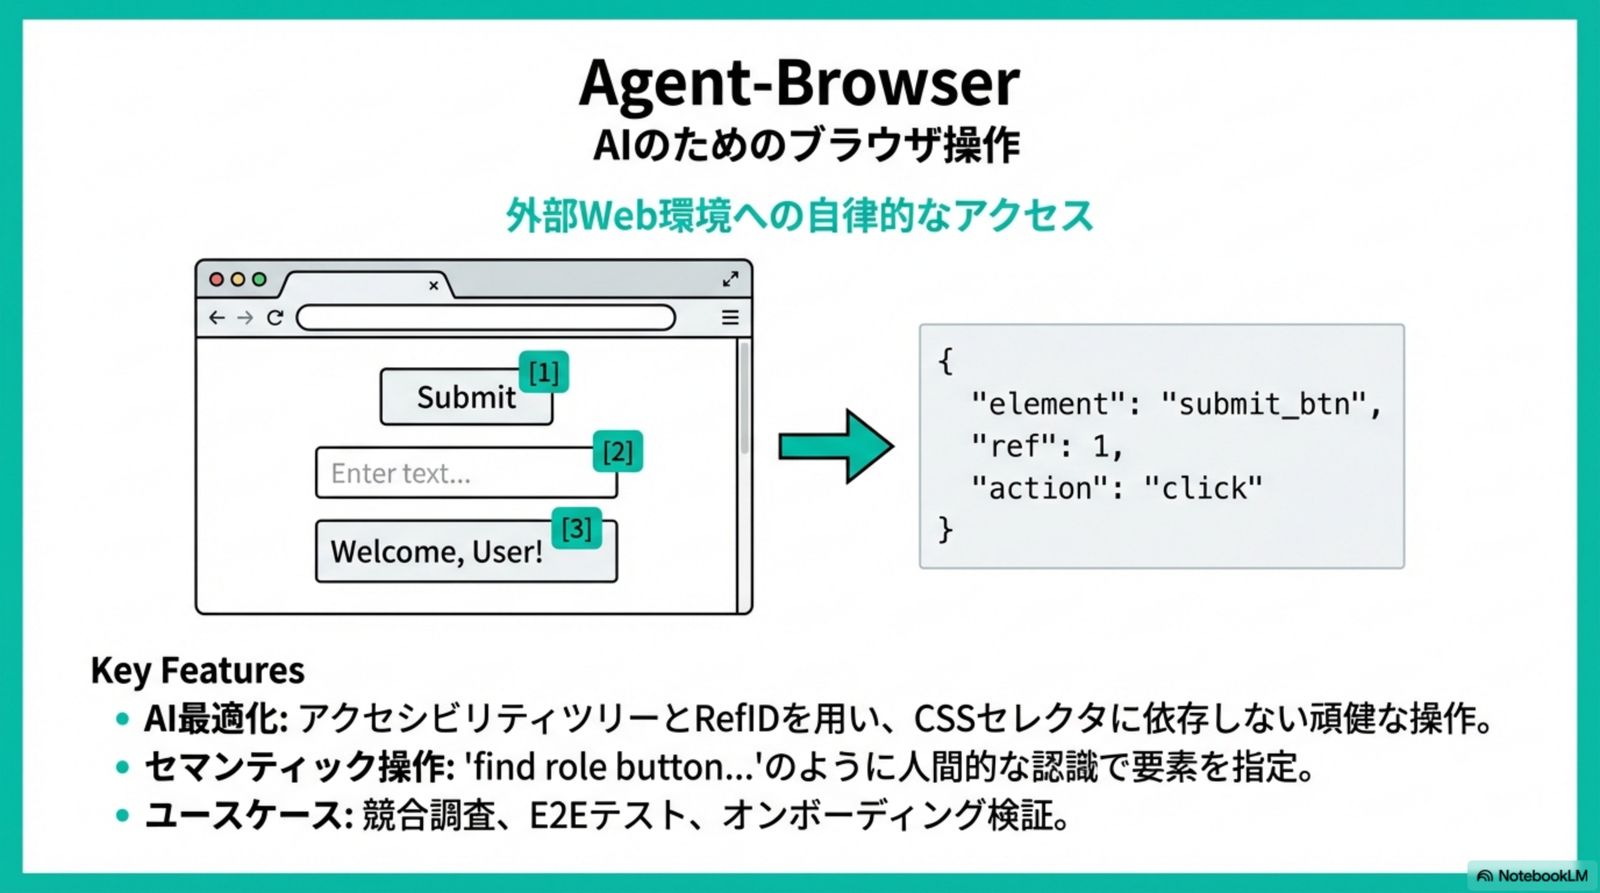 Agent-Browser
AIのためのブラウザ操作
外部Web環境への自律的なアクセス
Submit
[1]
Enter text...
[2]
Welcome, User!
[3]
{
"element": "submit_btn",
"ref": 1,
"action": "click"
}
Key Features
• AI最適化: アクセシビリティツリーとRefIDを用い、CSSセレクタに依存しない頑健な操作。
• セマンティック操作: 'find role button...'のように人間的な認識で要素を指定。
• ユースケース: 競合調査、E2Eテスト、オンボーディング検証。
NotebookLM